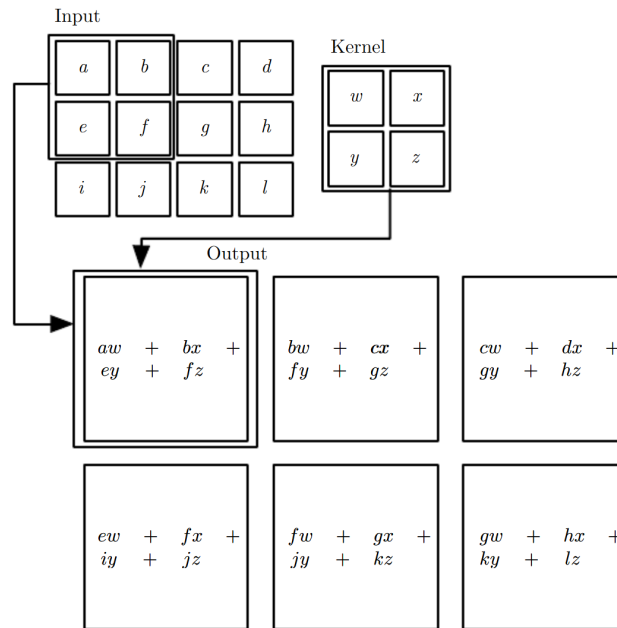 Input
a b c d
Kernel
w x
e f g h
y z
i j k l
Output
aw + bx +
ey + fz
bw + cx +
fy + gz
cw + dx +
gy + hz
ew + fx +
iy + jz
fw + gx +
jy + kz
gw + hx +
ky + lz